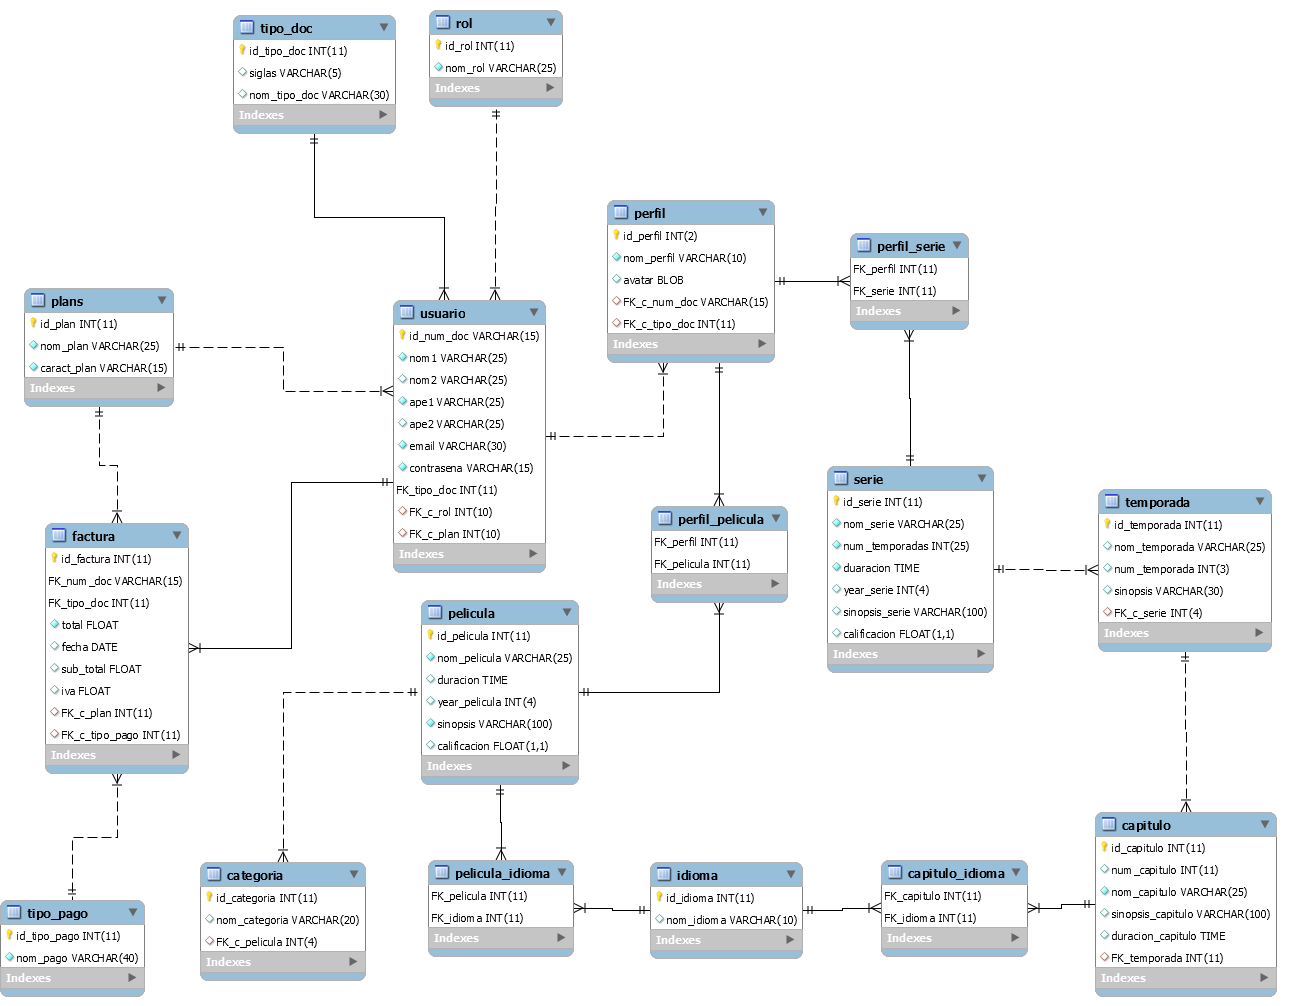 tipo_doc
id_tipo_doc INT(11)
siglas VARCHAR(5)
nom_tipo_doc VARCHAR(30)
Indexes
rol
id_rol INT(11)
nom_rol VARCHAR(25)
Indexes
perfil
id_perfil INT(2)
nom_perfil VARCHAR(10)
avatar BLOB
FK_c_num_doc VARCHAR(15)
FK_c_tipo_doc INT(11)
Indexes
perfil_serie
FK_perfil INT(11)
FK_serie INT(11)
Indexes
plans
id_plan INT(11)
nom_plan VARCHAR(25)
caract_plan VARCHAR(15)
Indexes
usuario
id_num_doc VARCHAR(15)
nom1 VARCHAR(25)
nom2 VARCHAR(25)
ape1 VARCHAR(25)
ape2 VARCHAR(25)
email VARCHAR(30)
contrasena VARCHAR(15)
FK_tipo_doc INT(11)
FK_c_rol INT(10)
FK_c_plan INT(10)
Indexes
serie
id_serie INT(11)
nom_serie VARCHAR(25)
num_temporadas INT(25)
duaracion TIME
year_serie INT(4)
sinopsis_serie VARCHAR(100)
calificacion FLOAT(1,1)
Indexes
temporada
id_temporada INT(11)
nom_temporada VARCHAR(25)
num_temporada INT(3)
sinopsis VARCHAR(30)
FK_c_serie INT(4)
Indexes
perfil_pelicula
FK_perfil INT(11)
FK_pelicula INT(11)
Indexes
factura
id_factura INT(11)
FK_num_doc VARCHAR(15)
FK_tipo_doc INT(11)
total FLOAT
fecha DATE
sub_total FLOAT
iva FLOAT
FK_c_plan INT(11)
FK_c_tipo_pago INT(11)
Indexes
pelicula
id_pelicula INT(11)
nom_pelicula VARCHAR(25)
duracion TIME
year_pelicula INT(4)
sinopsis VARCHAR(100)
calificacion FLOAT(1,1)
Indexes
capitulo
id_capitulo INT(11)
num_capitulo INT(11)
nom_capitulo VARCHAR(25)
sinopsis_capitulo VARCHAR(100)
duracion_capitulo TIME
FK_temporada INT(11)
Indexes
categoria
id_categoria INT(11)
nom_categoria VARCHAR(20)
FK_c_pelicula INT(4)
Indexes
pelicula_idioma
FK_pelicula INT(11)
FK_idioma INT(11)
Indexes
idioma
id_idioma INT(11)
nom_idioma VARCHAR(10)
Indexes
capitulo_idioma
FK_capitulo INT(11)
FK_idioma INT(11)
Indexes
tipo_pago
id_tipo_pago INT(11)
nom_pago VARCHAR(40)
Indexes